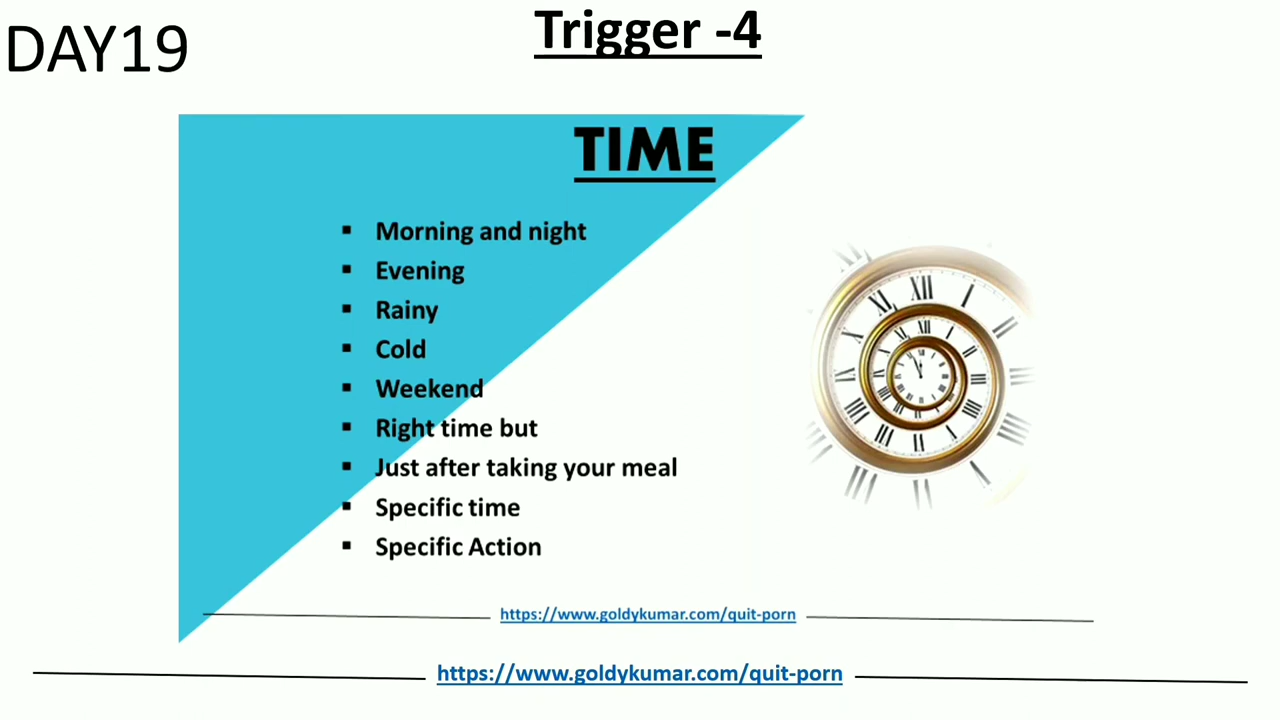 DAY19
Trigger -4
TIME
▪ Morning and night
▪ Evening
▪ Rainy
▪ Cold
▪ Weekend
▪ Right time but
▪ Just after taking your meal
▪ Specific time
▪ Specific Action
https://www.goldykumar.com/quit-porn
https://www.goldykumar.com/quit-porn